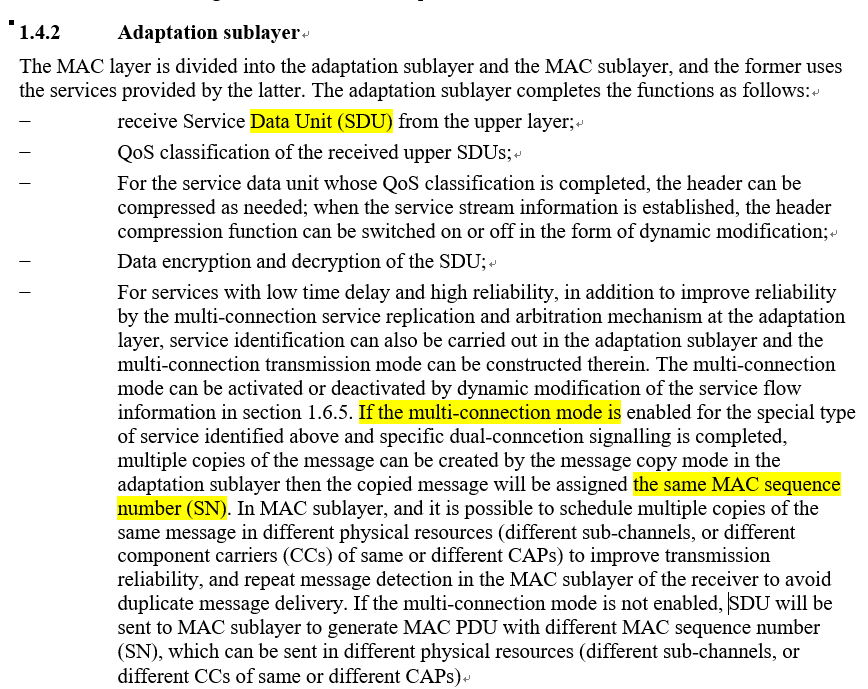 1.4.2 Adaptation sublayer
The MAC layer is divided into the adaptation sublayer and the MAC sublayer, and the former uses
the services provided by the latter. The adaptation sublayer completes the functions as follows:
– receive Service Data Unit (SDU) from the upper layer;
– QoS classification of the received upper SDUs;
– For the service data unit whose QoS classification is completed, the header can be
compressed as needed; when the service stream information is established, the header
compression function can be switched on or off in the form of dynamic modification;
– Data encryption and decryption of the SDU;
– For services with low time delay and high reliability, in addition to improve reliability
by the multi-connection service replication and arbitration mechanism at the adaptation
layer, service identification can also be carried out in the adaptation sublayer and the
multi-connection transmission mode can be constructed therein. The multi-connection
mode can be activated or deactivated by dynamic modification of the service flow
information in section 1.6.5. If the multi-connection mode is enabled for the special type
of service identified above and specific dual-conncetion signalling is completed,
multiple copies of the message can be created by the message copy mode in the
adaptation sublayer then the copied message will be assigned the same MAC sequence
number (SN). In MAC sublayer, and it is possible to schedule multiple copies of the
same message in different physical resources (different sub-channels, or different
component carriers (CCs) of same or different CAPs) to improve transmission
reliability, and repeat message detection in the MAC sublayer of the receiver to avoid
duplicate message delivery. If the multi-connection mode is not enabled, SDU will be
sent to MAC sublayer to generate MAC PDU with different MAC sequence number
(SN), which can be sent in different physical resources (different sub-channels, or
different CCs of same or different CAPs)